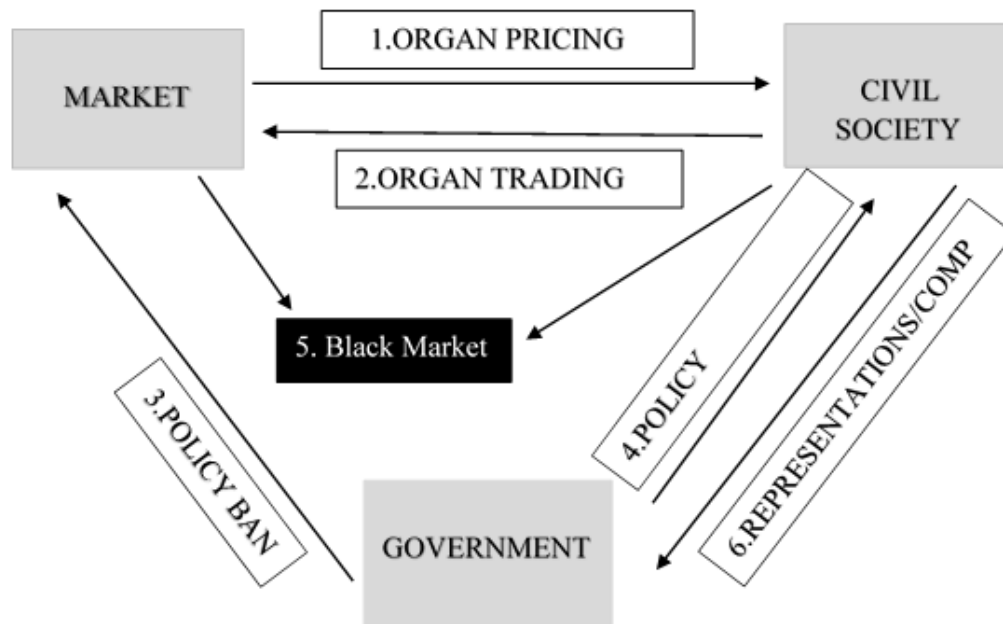 1.ORGAN PRICING
MARKET
CIVIL
SOCIETY
2.ORGAN TRADING
5. Black Market
3.POLICY BAN
4.POLICY
6.REPRESENTATIONS/COMP
GOVERNMENT